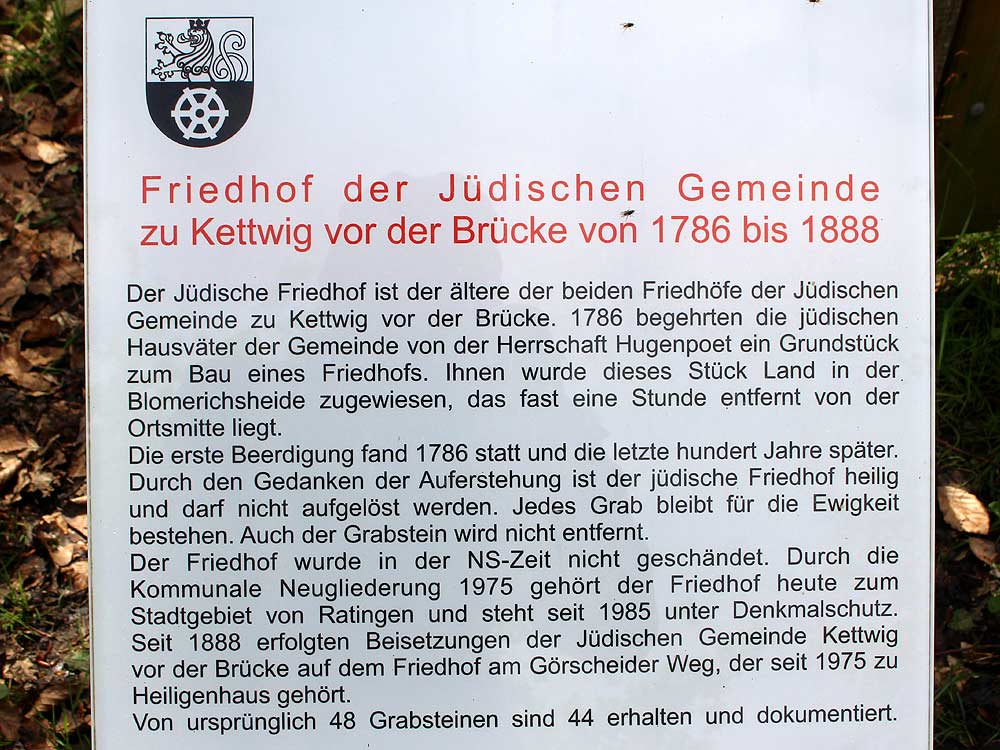 Friedhof der Jüdischen Gemeinde
zu Kettwig vor der Brücke von 1786 bis 1888
Der Jüdische Friedhof ist der ältere der beiden Friedhöfe der Jüdischen
Gemeinde zu Kettwig vor der Brücke. 1786 begehrten die jüdischen
Hausväter der Gemeinde von der Herrschaft Hugenpoet ein Grundstück
zum Bau eines Friedhofs. Ihnen wurde dieses Stück Land in der
Blomerichsheide zugewiesen, das fast eine Stunde entfernt von der
Ortsmitte liegt.
Die erste Beerdigung fand 1786 statt und die letzte hundert Jahre später.
Durch den Gedanken der Auferstehung ist der jüdische Friedhof heilig
und darf nicht aufgelöst werden. Jedes Grab bleibt für die Ewigkeit
bestehen. Auch der Grabstein wird nicht entfernt.
Der Friedhof wurde in der NS-Zeit nicht geschändet. Durch die
Kommunale Neugliederung 1975 gehört der Friedhof heute zum
Stadtgebiet von Ratingen und steht seit 1985 unter Denkmalschutz.
Seit 1888 erfolgten Beisetzungen der Jüdischen Gemeinde Kettwig
vor der Brücke auf dem Friedhof am Görscheider Weg, der seit 1975 zu
Heiligenhaus gehört.
Von ursprünglich 48 Grabsteinen sind 44 erhalten und dokumentiert.